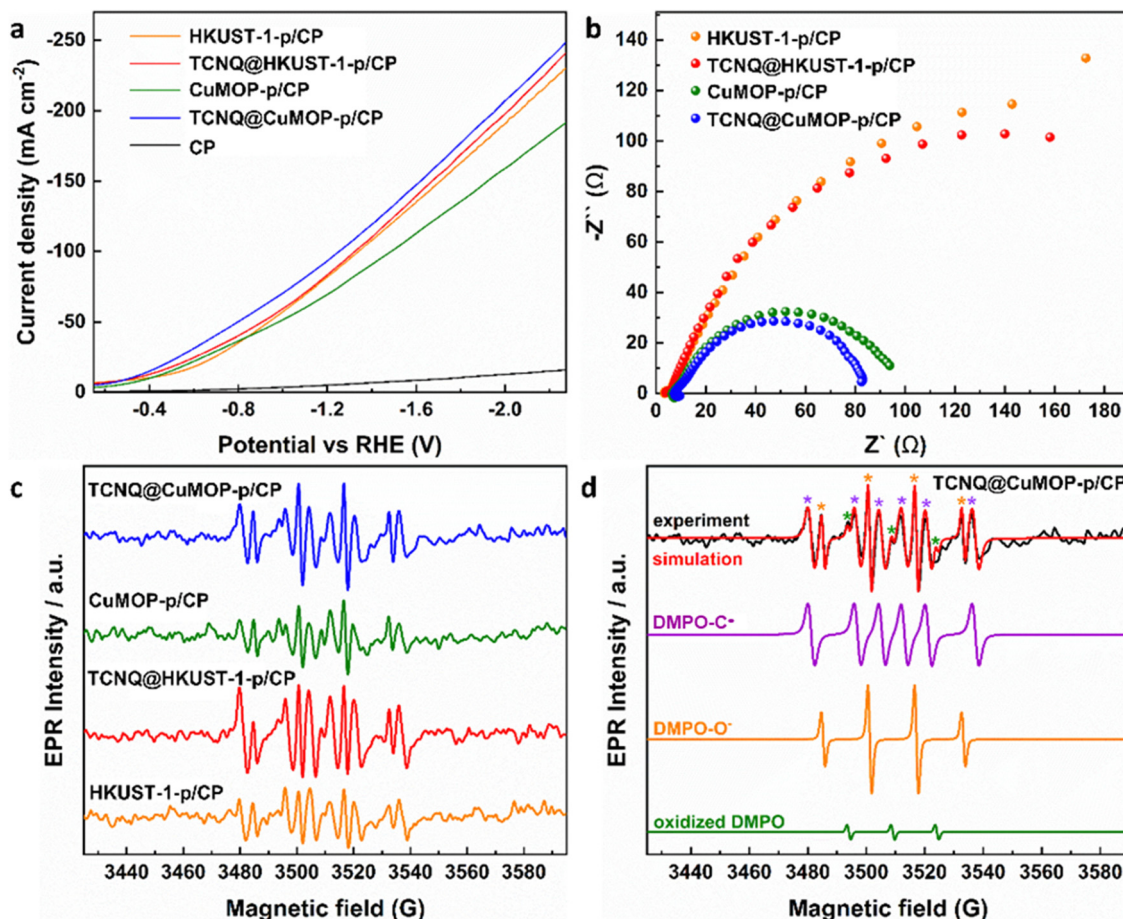 a
-250
-200
-150
-100
-50
0
Current density (mA cm⁻²)
HKUST-1-p/CP
TCNQ@HKUST-1-p/CP
CuMOP-p/CP
TCNQ@CuMOP-p/CP
CP
-0.4 -0.8 -1.2 -1.6 -2.0
Potential vs RHE (V)
b
140
120
100
80
60
40
20
0
-Z`` (Ω)
HKUST-1-p/CP
TCNQ@HKUST-1-p/CP
CuMOP-p/CP
TCNQ@CuMOP-p/CP
0 20 40 60 80 100 120 140 160 180
Z` (Ω)
c
EPR Intensity / a.u.
TCNQ@CuMOP-p/CP
CuMOP-p/CP
TCNQ@HKUST-1-p/CP
HKUST-1-p/CP
3440 3460 3480 3500 3520 3540 3560 3580
Magnetic field (G)
d
EPR Intensity / a.u.
TCNQ@CuMOP-p/CP
* * * * * * * * * * * *
experiment
simulation
DMPO-C•
DMPO-O⁻
oxidized DMPO
3440 3460 3480 3500 3520 3540 3560 3580
Magnetic field (G)